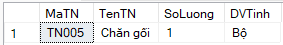 MaTN TenTN SoLuong DVTinh
1 TN005 Chăn gối 1 Bộ